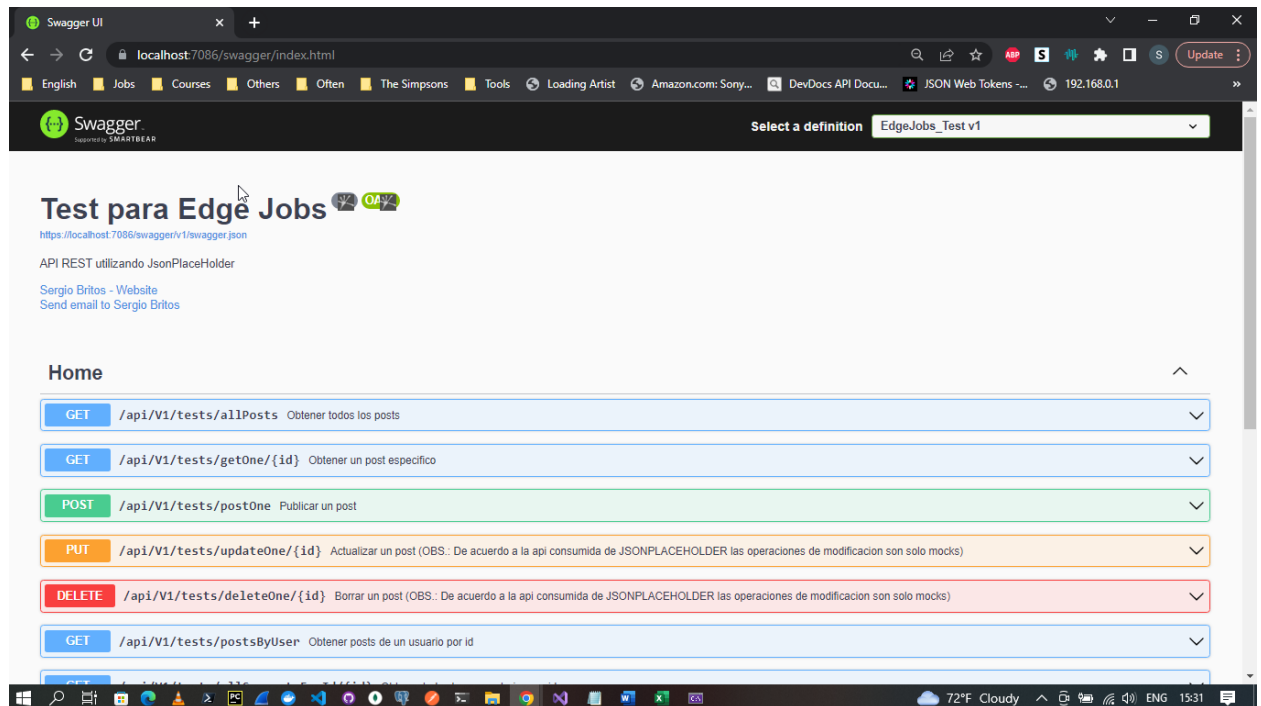 Swagger UI
localhost:7086/swagger/index.html
ABP
S
S
Update
English Jobs Courses Others Often The Simpsons Tools Loading Artist Amazon.com: Sony... DevDocs API Docu... JSON Web Tokens -... 192.168.0.1 »
Swagger.
Supported by SMARTBEAR
Select a definition
EdgeJobs_Test v1
Test para Edge Jobs
https://localhost:7086/swagger/v1/swagger.json
API REST utilizando JsonPlaceHolder
Sergio Britos - Website
Send email to Sergio Britos
Home
GET /api/V1/tests/allPosts Obtener todos los posts
GET /api/V1/tests/getOne/{id} Obtener un post especifico
POST /api/V1/tests/postOne Publicar un post
PUT /api/V1/tests/updateOne/{id} Actualizar un post (OBS.: De acuerdo a la api consumida de JSONPLACEHOLDER las operaciones de modificacion son solo mocks)
DELETE /api/V1/tests/deleteOne/{id} Borrar un post (OBS.: De acuerdo a la api consumida de JSONPLACEHOLDER las operaciones de modificacion son solo mocks)
GET /api/V1/tests/postsByUser Obtener posts de un usuario por id
72°F Cloudy ENG 15:31